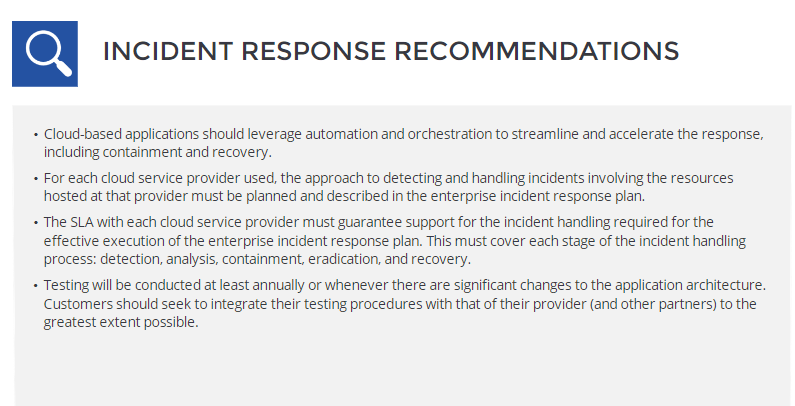 INCIDENT RESPONSE RECOMMENDATIONS
• Cloud-based applications should leverage automation and orchestration to streamline and accelerate the response,
including containment and recovery.
• For each cloud service provider used, the approach to detecting and handling incidents involving the resources
hosted at that provider must be planned and described in the enterprise incident response plan.
• The SLA with each cloud service provider must guarantee support for the incident handling required for the
effective execution of the enterprise incident response plan. This must cover each stage of the incident handling
process: detection, analysis, containment, eradication, and recovery.
• Testing will be conducted at least annually or whenever there are significant changes to the application architecture.
Customers should seek to integrate their testing procedures with that of their provider (and other partners) to the
greatest extent possible.